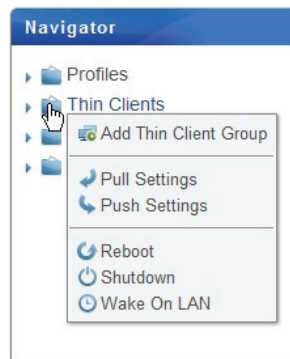 Navigator
Profiles
Thin Clients
Add Thin Client Group
Pull Settings
Push Settings
Reboot
Shutdown
Wake On LAN